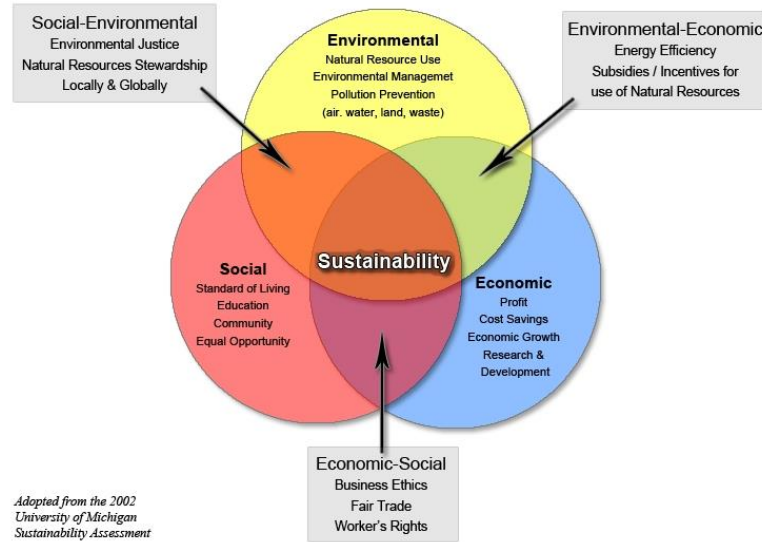 Social-Environmental
Environmental Justice
Natural Resources Stewardship
Locally & Globally
Environmental
Natural Resource Use
Environmental Managemet
Pollution Prevention
(air. water, land, waste)
Environmental-Economic
Energy Efficiency
Subsidies / Incentives for
use of Natural Resources
Sustainability
Social
Standard of Living
Education
Community
Equal Opportunity
Economic
Profit
Cost Savings
Economic Growth
Research &
Development
Economic-Social
Business Ethics
Fair Trade
Worker's Rights
Adopted from the 2002
University of Michigan
Sustainability Assessment